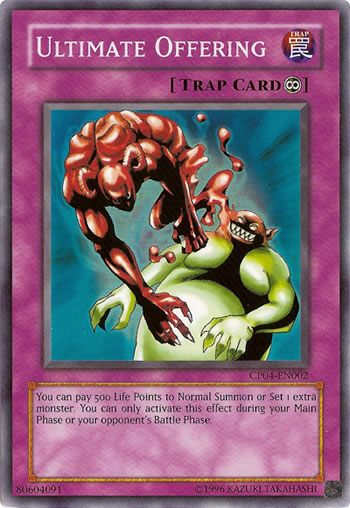 ULTIMATE OFFERING
TRAP
罠
[TRAP CARD∞]
CP04-EN002
You can pay 500 Life Points to Normal Summon or Set 1 extra
monster. You can only activate this effect during your Main
Phase or your opponent's Battle Phase.
80604091
©1996 KAZUKI TAKAHASHI